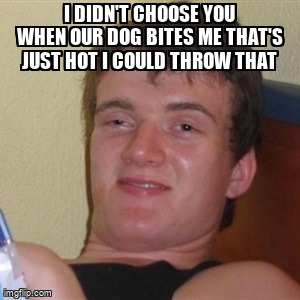 I DIDN'T CHOOSE YOU
WHEN OUR DOG BITES ME THAT'S
JUST HOT I COULD THROW THAT
imgflip.com